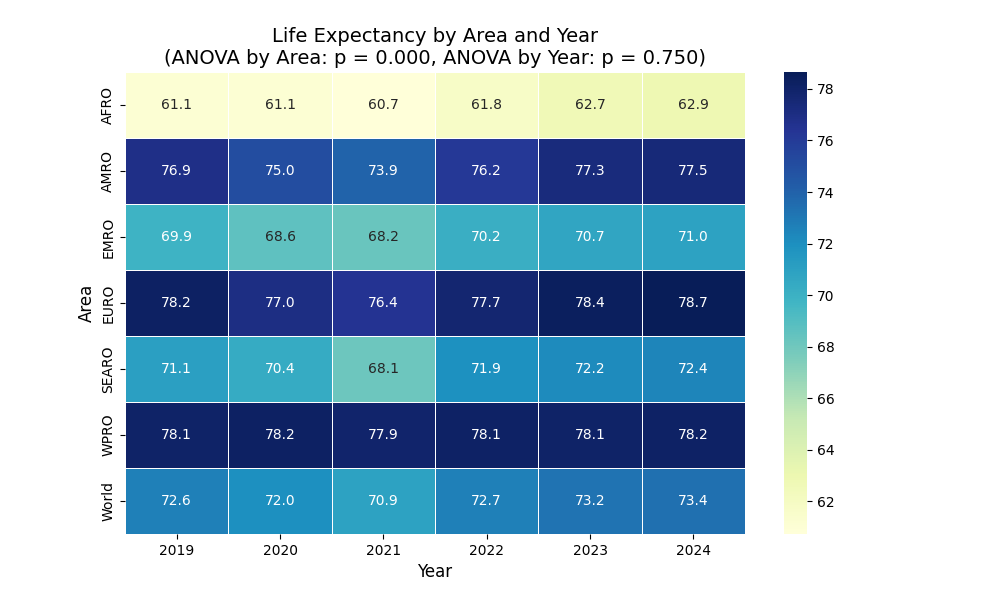 Life Expectancy by Area and Year
(ANOVA by Area: p = 0.000, ANOVA by Year: p = 0.750)
AFRO 61.1 61.1 60.7 61.8 62.7 62.9
AMRO 76.9 75.0 73.9 76.2 77.3 77.5
EMRO 69.9 68.6 68.2 70.2 70.7 71.0
EURO 78.2 77.0 76.4 77.7 78.4 78.7
SEARO 71.1 70.4 68.1 71.9 72.2 72.4
WPRO 78.1 78.2 77.9 78.1 78.1 78.2
World 72.6 72.0 70.9 72.7 73.2 73.4
Area
2019 2020 2021 2022 2023 2024
Year
78
76
74
72
70
68
66
64
62